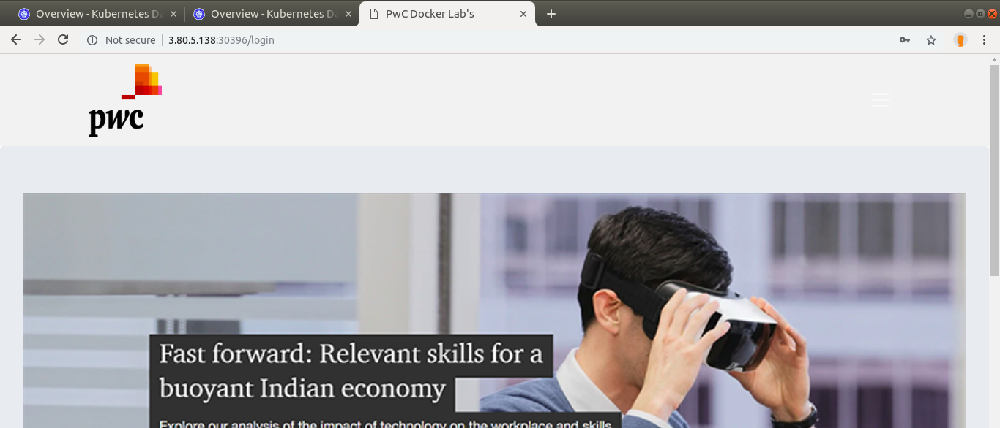 Overview - Kubernetes Da
Overview - Kubernetes Da
PwC Docker Lab's
Not secure
3.80.5.138:30396/login
pwc
Fast forward: Relevant skills for a
buoyant Indian economy
Explore our analysis of the impact of technology on the workplace and skills